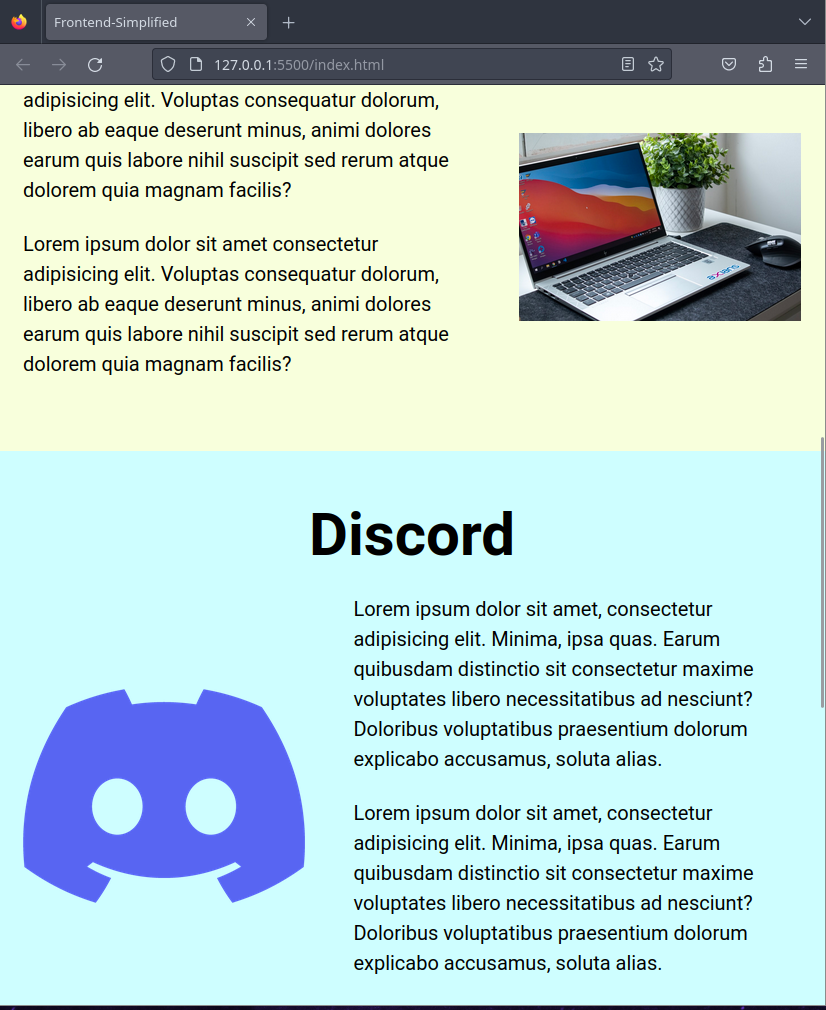 Frontend-Simplified
127.0.0.1:5500/index.html
adipisicing elit. Voluptas consequatur dolorum,
libero ab eaque deserunt minus, animi dolores
earum quis labore nihil suscipit sed rerum atque
dolorem quia magnam facilis?
Lorem ipsum dolor sit amet consectetur
adipisicing elit. Voluptas consequatur dolorum,
libero ab eaque deserunt minus, animi dolores
earum quis labore nihil suscipit sed rerum atque
dolorem quia magnam facilis?
axians
Discord
Lorem ipsum dolor sit amet, consectetur
adipisicing elit. Minima, ipsa quas. Earum
quibusdam distinctio sit consectetur maxime
voluptates libero necessitatibus ad nesciunt?
Doloribus voluptatibus praesentium dolorum
explicabo accusamus, soluta alias.
Lorem ipsum dolor sit amet, consectetur
adipisicing elit. Minima, ipsa quas. Earum
quibusdam distinctio sit consectetur maxime
voluptates libero necessitatibus ad nesciunt?
Doloribus voluptatibus praesentium dolorum
explicabo accusamus, soluta alias.